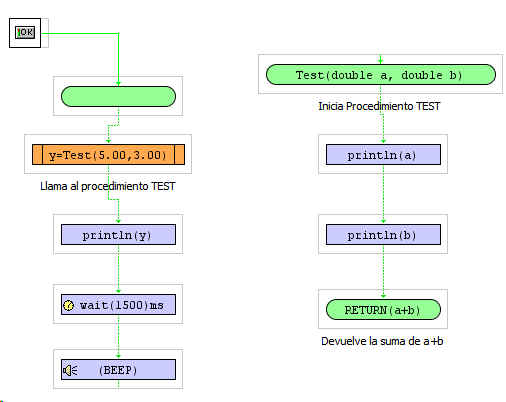 OK
y=Test(5.00,3.00)
Llama al procedimiento TEST
println(y)
wait(1500)ms
(BEEP)
Test(double a, double b)
Inicia Procedimiento TEST
println(a)
println(b)
RETURN(a+b)
Devuelve la suma de a+b